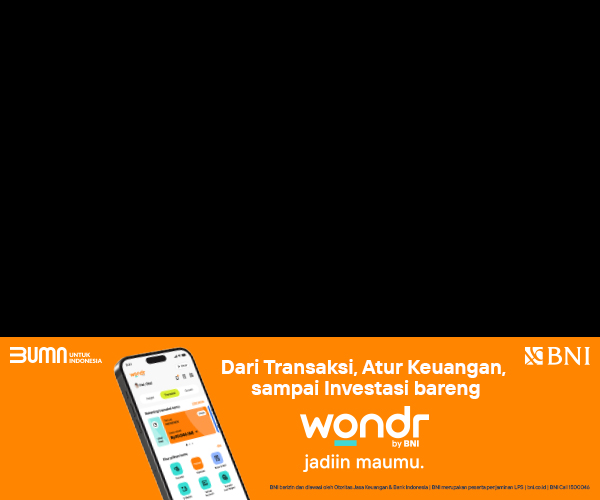 BUMN UNTUK INDONESIA
BNI
Dari Transaksi, Atur Keuangan,
sampai Investasi bareng
wondr
by BNI
jadiin maumu.
BNI berizin dan diawasi oleh Otoritas Jasa Keuangan & Bank Indonesia | BNI merupakan peserta penjaminan LPS | bni.co.id | BNI Call 1500046
wondr